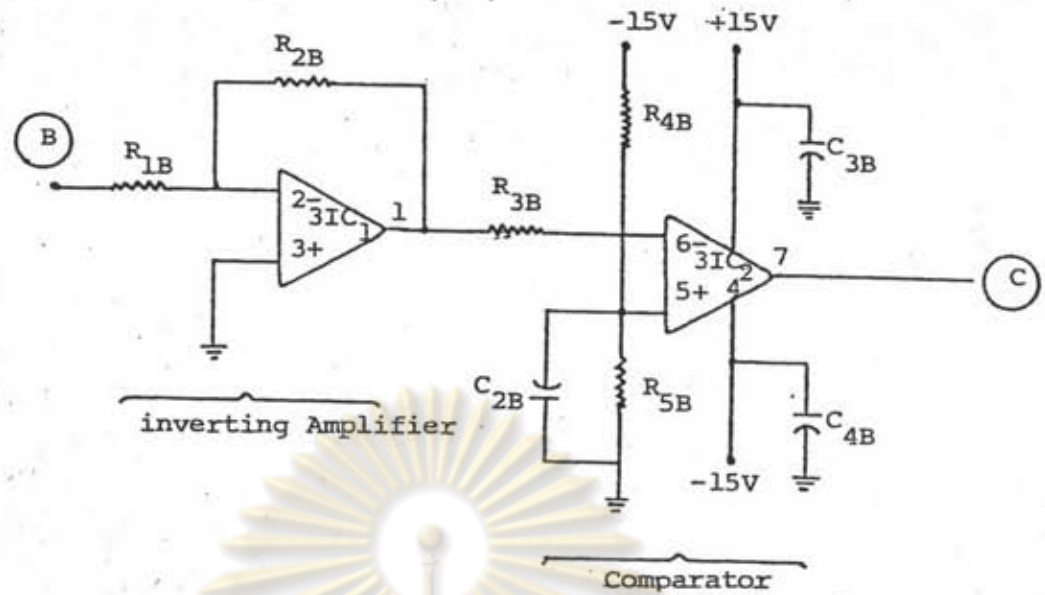 -15V +15V
R2B
B
R1B
R4B
C3B
R3B
2-
3IC1
1
3+
6-
3IC2
7
5+
4
C
C2B
R5B
C4B
inverting Amplifier
-15V
Comparator